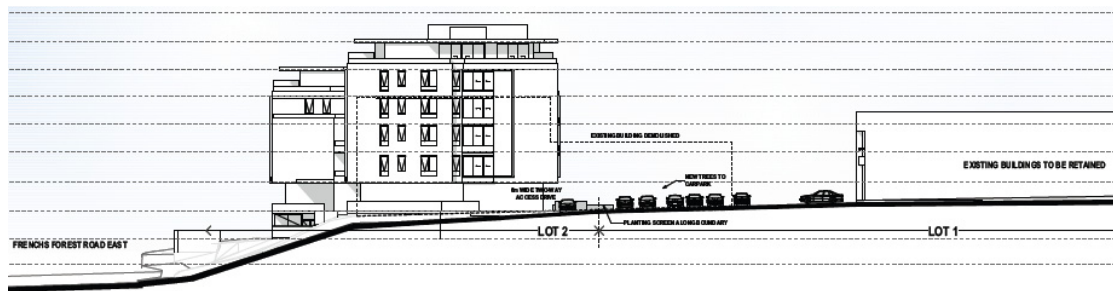 EXISTING BUILDING DEMOLISHED
EXISTING BUILDINGS TO BE RETAINED
NEW TREES TO
CARPARK
6m WIDE TWO-WAY
ACCESS DRIVE
PLANTING SCREEN ALONG BOUNDARY
LOT 2
LOT 1
FRENCHS FOREST ROAD EAST